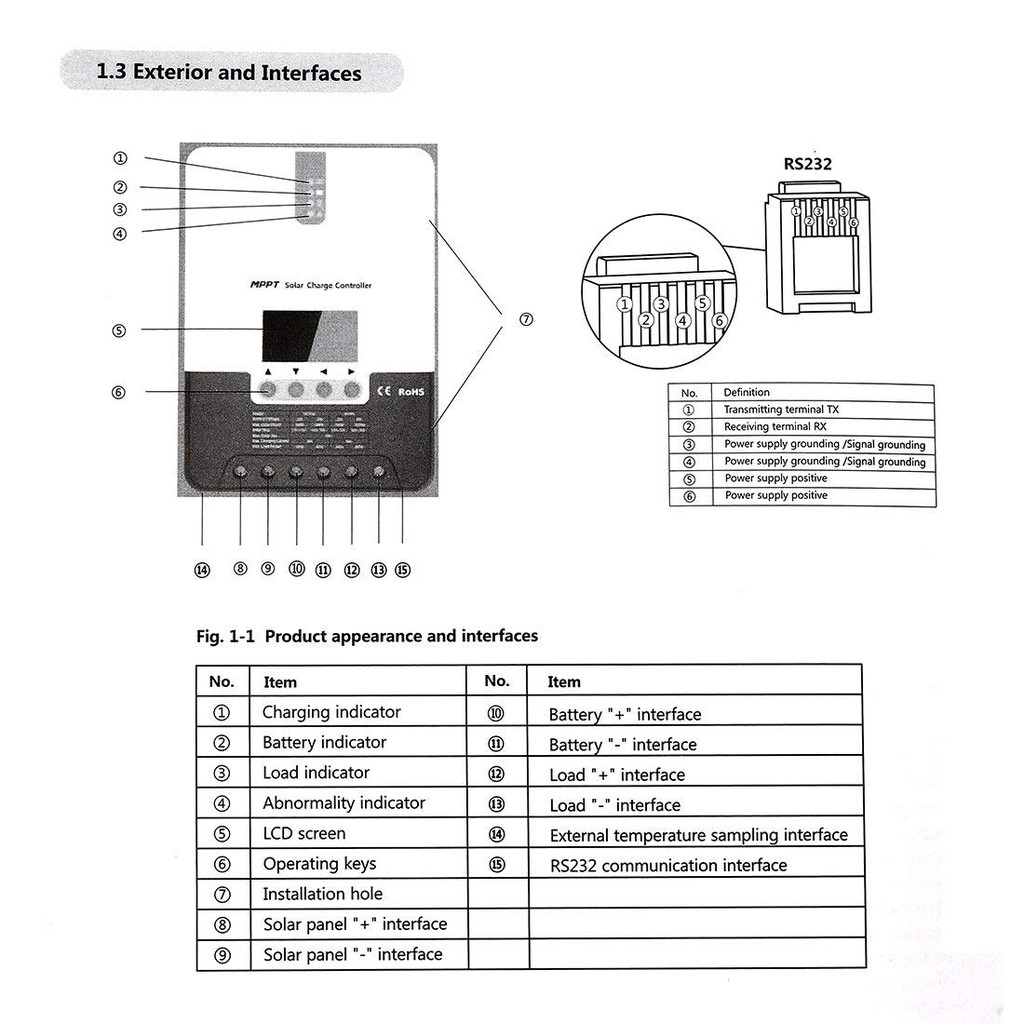 1.3 Exterior and Interfaces
①
②
③
④
MPPT Solar Charge Controller
⑤
⑥
CE RoHS
⑦
⑭ ⑧ ⑨ ⑩ ⑪ ⑫ ⑬ ⑮
RS232
① ② ③ ④ ⑤ ⑥
① ② ③ ④ ⑤ ⑥
No. Definition
① Transmitting terminal TX
② Receiving terminal RX
③ Power supply grounding /Signal grounding
④ Power supply grounding /Signal grounding
⑤ Power supply positive
⑥ Power supply positive
Fig. 1-1 Product appearance and interfaces
No. Item No. Item
① Charging indicator ⑩ Battery "+" interface
② Battery indicator ⑪ Battery "-" interface
③ Load indicator ⑫ Load "+" interface
④ Abnormality indicator ⑬ Load "-" interface
⑤ LCD screen ⑭ External temperature sampling interface
⑥ Operating keys ⑮ RS232 communication interface
⑦ Installation hole
⑧ Solar panel "+" interface
⑨ Solar panel "-" interface